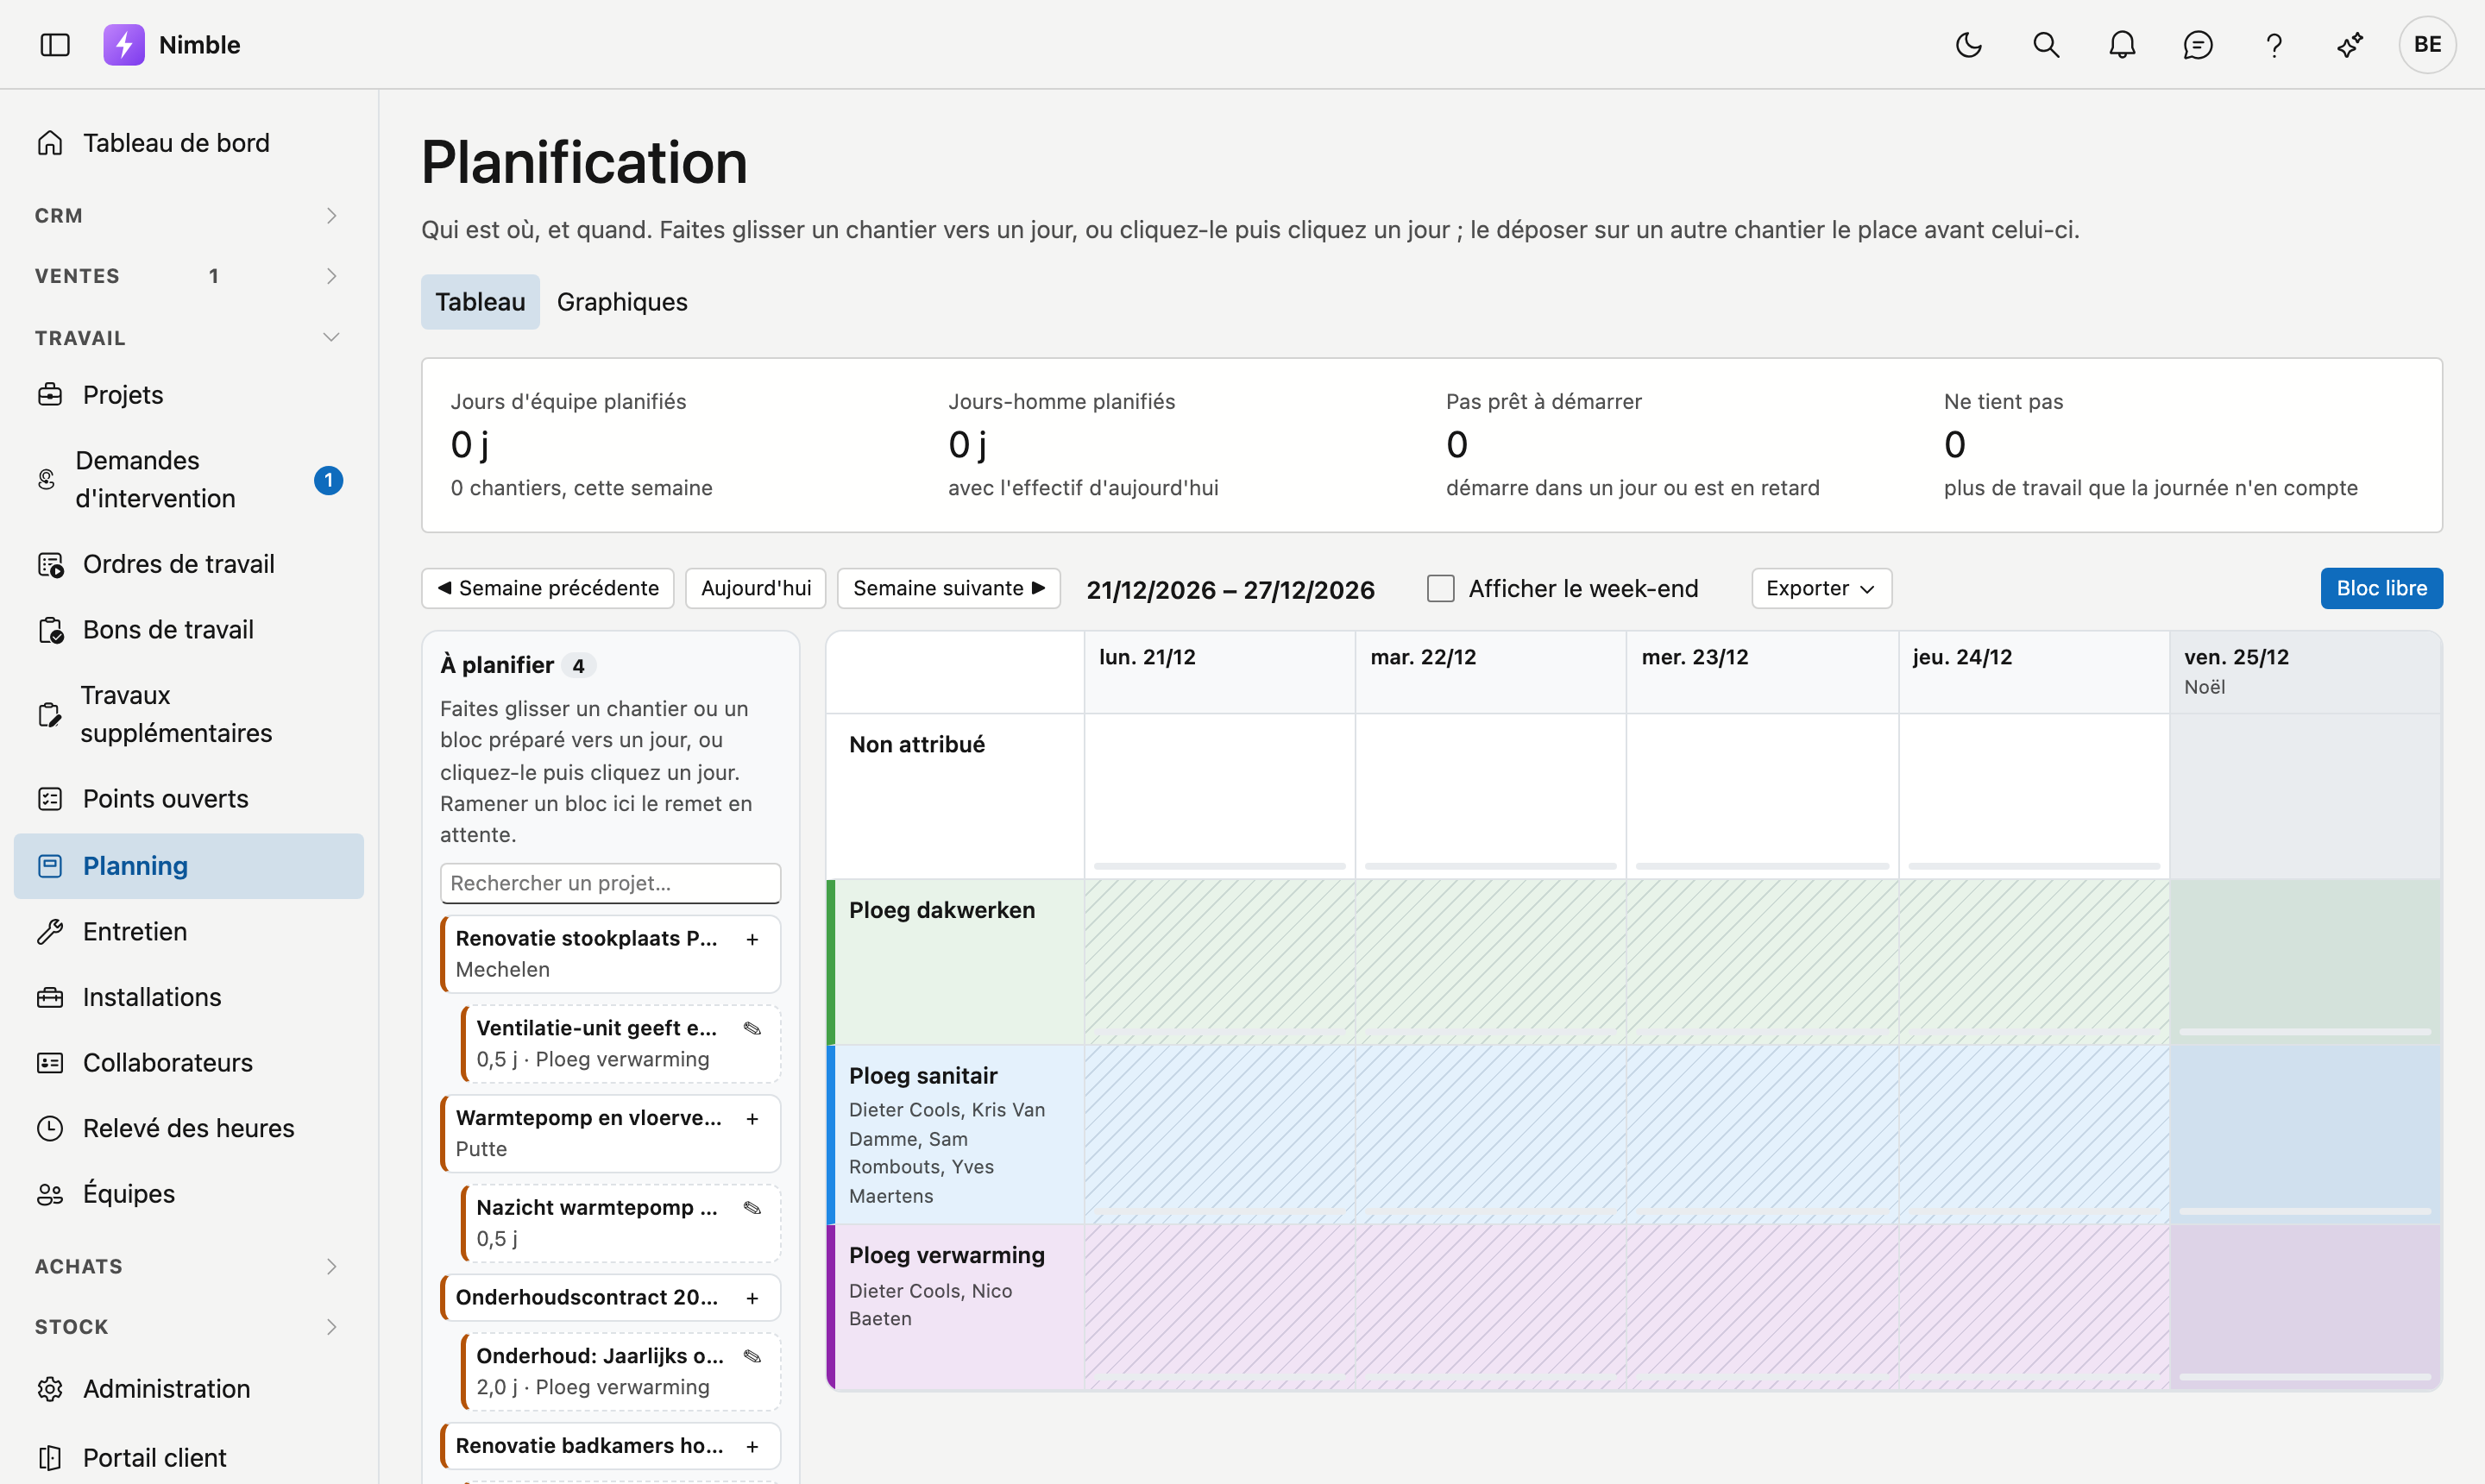 Nimble
BE
Tableau de bord
CRM
VENTES 1
TRAVAIL
Projets
Demandes
d'intervention
1
Ordres de travail
Bons de travail
Travaux
supplémentaires
Points ouverts
Planning
Entretien
Installations
Collaborateurs
Relevé des heures
Équipes
ACHATS
STOCK
Administration
Portail client
Planification
Qui est où, et quand. Faites glisser un chantier vers un jour, ou cliquez-le puis cliquez un jour ; le déposer sur un autre chantier le place avant celui-ci.
Tableau Graphiques
Jours d'équipe planifiés
0 j
0 chantiers, cette semaine
Jours-homme planifiés
0 j
avec l'effectif d'aujourd'hui
Pas prêt à démarrer
0
démarre dans un jour ou est en retard
Ne tient pas
0
plus de travail que la journée n'en compte
◀ Semaine précédente Aujourd'hui Semaine suivante ▶ 21/12/2026 – 27/12/2026 Afficher le week-end Exporter Bloc libre
À planifier 4
Faites glisser un chantier ou un
bloc préparé vers un jour, ou
cliquez-le puis cliquez un jour.
Ramener un bloc ici le remet en
attente.
Rechercher un projet...
Renovatie stookplaats P... +
Mechelen
Ventilatie-unit geeft e... ✎
0,5 j · Ploeg verwarming
Warmtepomp en vloerve... +
Putte
Nazicht warmtepomp ... ✎
0,5 j
Onderhoudscontract 20... +
Onderhoud: Jaarlijks o... ✎
2,0 j · Ploeg verwarming
Renovatie badkamers ho... +
lun. 21/12 mar. 22/12 mer. 23/12 jeu. 24/12 ven. 25/12
Noël
Non attribué
Ploeg dakwerken
Ploeg sanitair
Dieter Cools, Kris Van
Damme, Sam
Rombouts, Yves
Maertens
Ploeg verwarming
Dieter Cools, Nico
Baeten